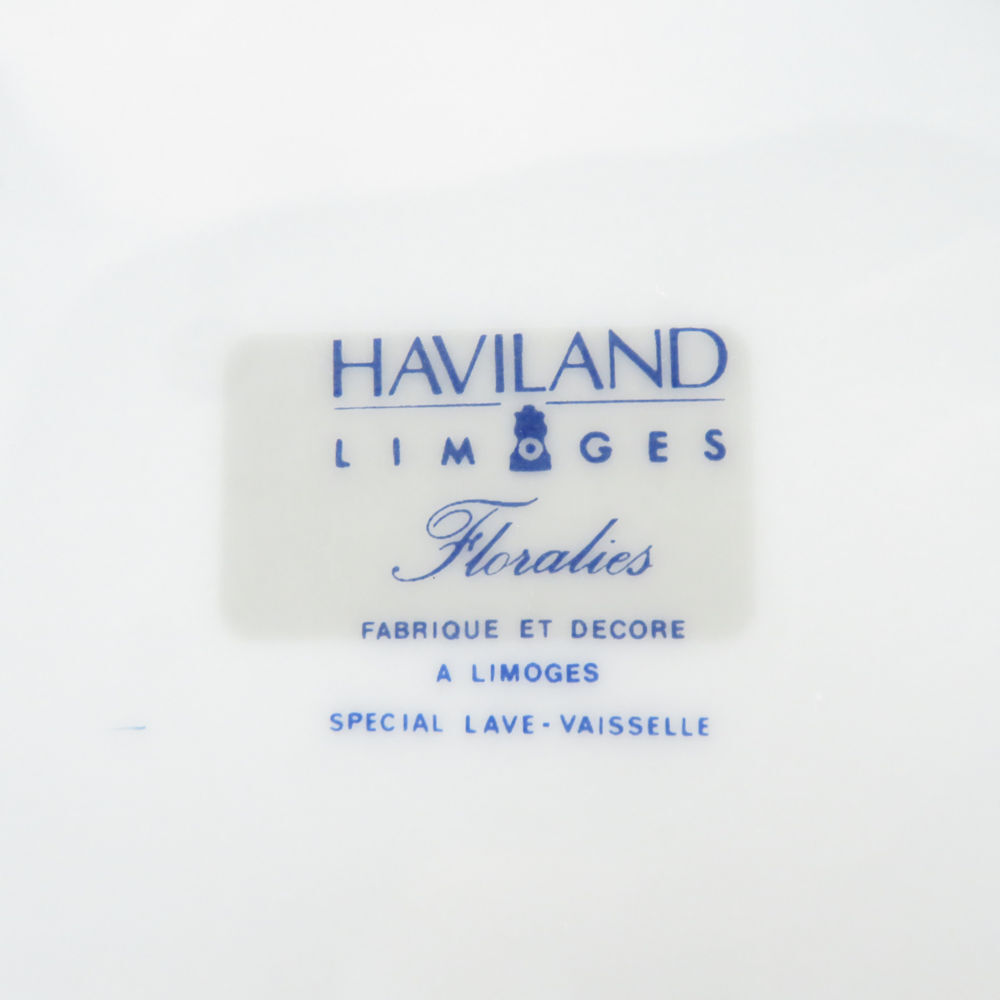 HAVILAND
LIMOGES
Floralies
FABRIQUE ET DECORE
A LIMOGES
SPECIAL LAVE-VAISSELLE